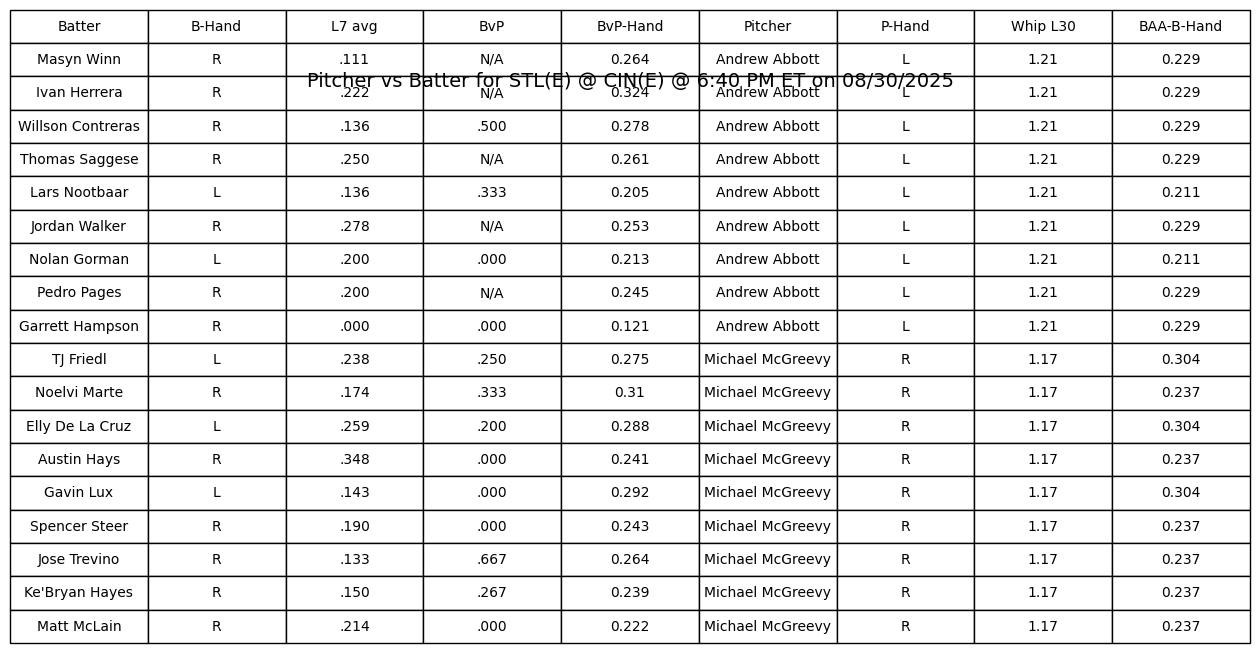 Batter B-Hand L7 avg BvP BvP-Hand Pitcher P-Hand Whip L30 BAA-B-Hand
Masyn Winn R .111 N/A 0.264 Andrew Abbott L 1.21 0.229
Pitcher vs Batter for STL(E) @ CIN(E) @ 6:40 PM ET on 08/30/2025
Ivan Herrera R .222 N/A 0.324 Andrew Abbott L 1.21 0.229
Willson Contreras R .136 .500 0.278 Andrew Abbott L 1.21 0.229
Thomas Saggese R .250 N/A 0.261 Andrew Abbott L 1.21 0.229
Lars Nootbaar L .136 .333 0.205 Andrew Abbott L 1.21 0.211
Jordan Walker R .278 N/A 0.253 Andrew Abbott L 1.21 0.229
Nolan Gorman L .200 .000 0.213 Andrew Abbott L 1.21 0.211
Pedro Pages R .200 N/A 0.245 Andrew Abbott L 1.21 0.229
Garrett Hampson R .000 .000 0.121 Andrew Abbott L 1.21 0.229
TJ Friedl L .238 .250 0.275 Michael McGreevy R 1.17 0.304
Noelvi Marte R .174 .333 0.31 Michael McGreevy R 1.17 0.237
Elly De La Cruz L .259 .200 0.288 Michael McGreevy R 1.17 0.304
Austin Hays R .348 .000 0.241 Michael McGreevy R 1.17 0.237
Gavin Lux L .143 .000 0.292 Michael McGreevy R 1.17 0.304
Spencer Steer R .190 .000 0.243 Michael McGreevy R 1.17 0.237
Jose Trevino R .133 .667 0.264 Michael McGreevy R 1.17 0.237
Ke'Bryan Hayes R .150 .267 0.239 Michael McGreevy R 1.17 0.237
Matt McLain R .214 .000 0.222 Michael McGreevy R 1.17 0.237